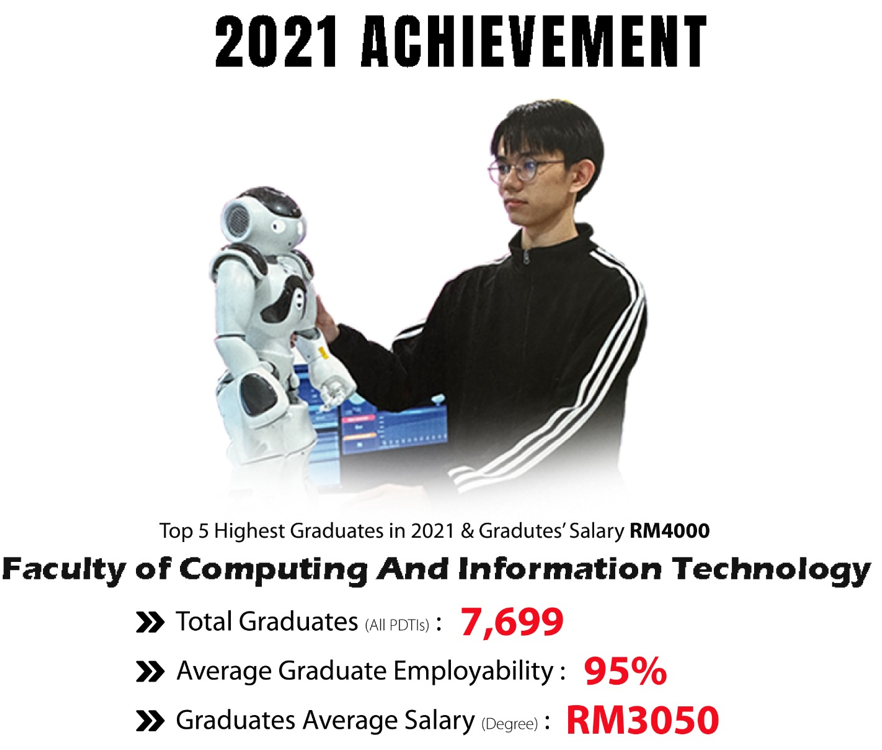 2021 ACHIEVEMENT
Top 5 Highest Graduates in 2021 & Gradutes' Salary RM4000
Faculty of Computing And Information Technology
Total Graduates (All PDTIs) : 7,699
Average Graduate Employability : 95%
Graduates Average Salary (Degree) : RM3050